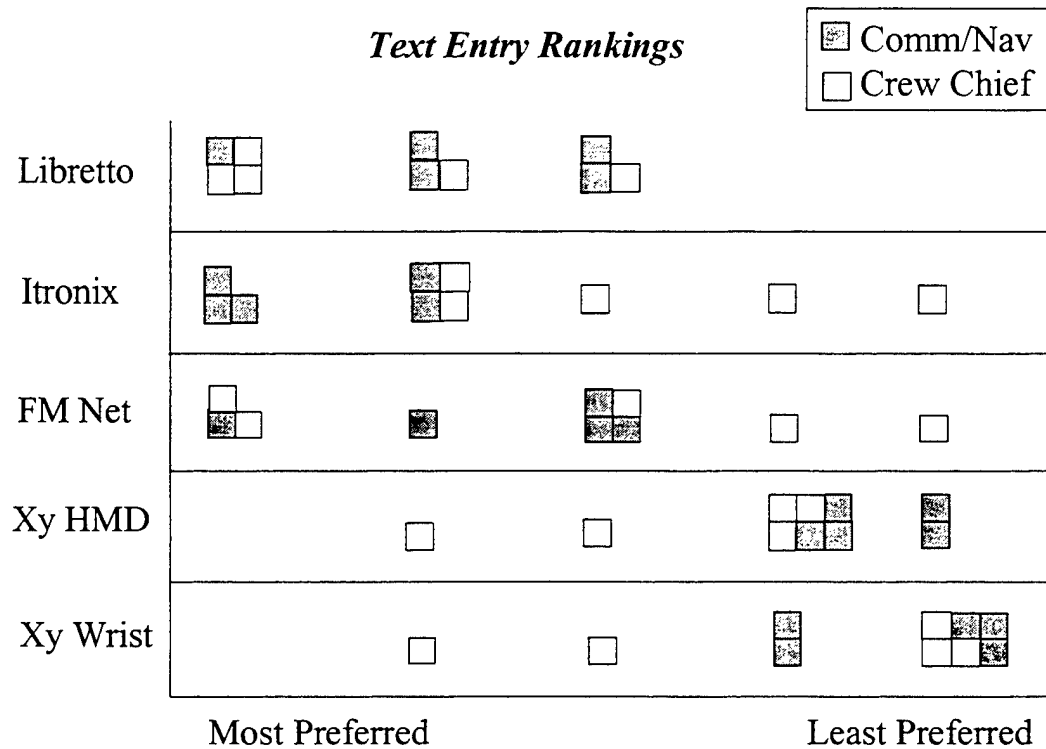 Text Entry Rankings
Comm/Nav
Crew Chief
Libretto
Itronix
FM Net
Xy HMD
Xy Wrist
Most Preferred
Least Preferred